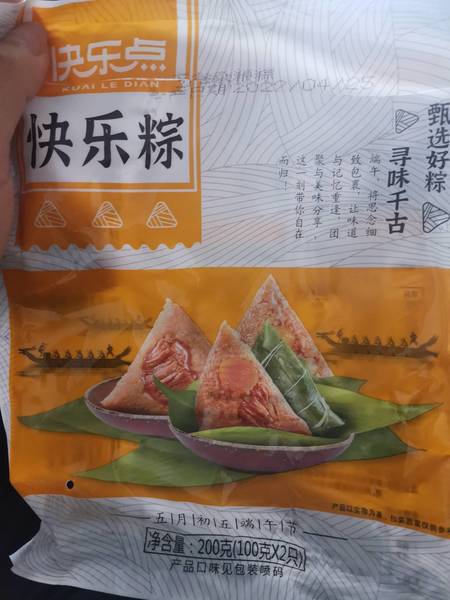 快乐点
KUAI LE DIAN
快乐粽
甄选好粽
寻味千古
端午，将思念细
致包裹，让味道
与记忆重逢，团
聚与美味分享，
这一刻带你自在
而归！
五月初五端午节
净含量：200克(100克X2只)
产品口味见包装喷码